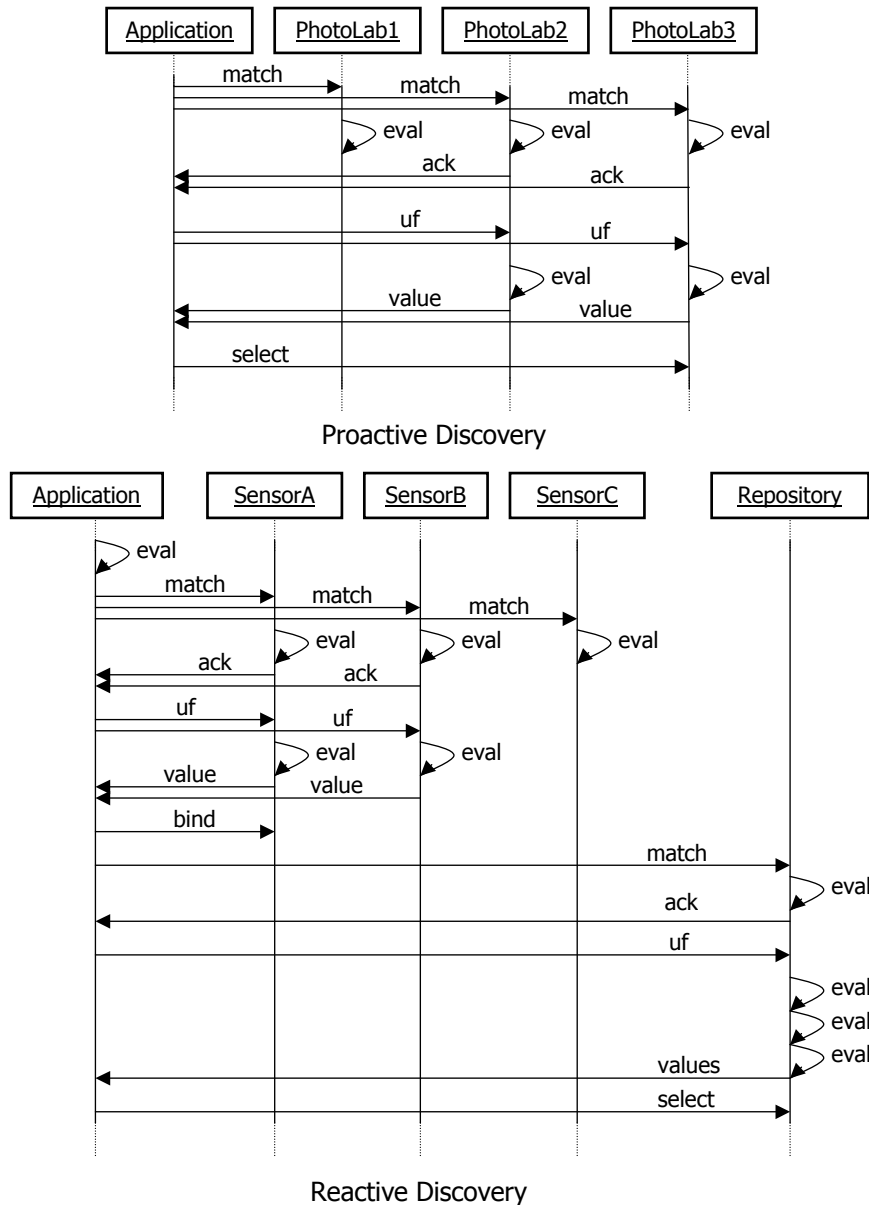 Application PhotoLab1 PhotoLab2 PhotoLab3
match
match
match
eval eval eval
ack
ack
uf
uf
eval eval
value
value
select
Proactive Discovery
Application SensorA SensorB SensorC Repository
eval
match
match
match
eval eval eval
ack
ack
uf
uf
eval eval
value
value
bind
match
eval
ack
uf
eval
eval
eval
values
select
Reactive Discovery